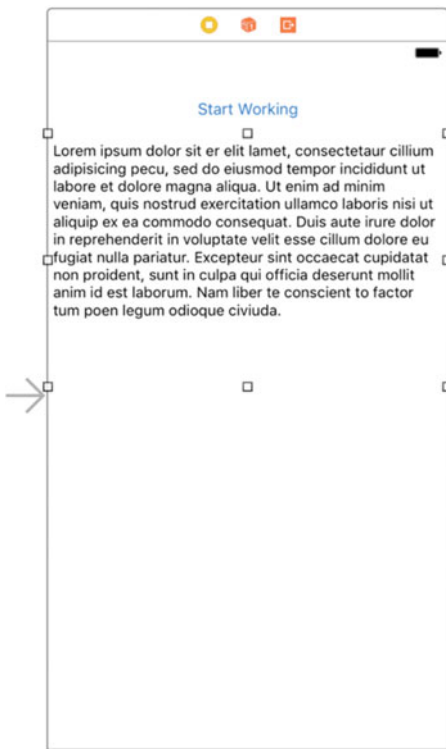 Start Working
Lorem ipsum dolor sit er elit lamet, consectetaur cillium
adipisicing pecu, sed do eiusmod tempor incididunt ut
labore et dolore magna aliqua. Ut enim ad minim
veniam, quis nostrud exercitation ullamco laboris nisi ut
aliquip ex ea commodo consequat. Duis aute irure dolor
in reprehenderit in voluptate velit esse cillum dolore eu
fugiat nulla pariatur. Excepteur sint occaecat cupidatat
non proident, sunt in culpa qui officia deserunt mollit
anim id est laborum. Nam liber te conscient to factor
tum poen legum odioque civiuda.